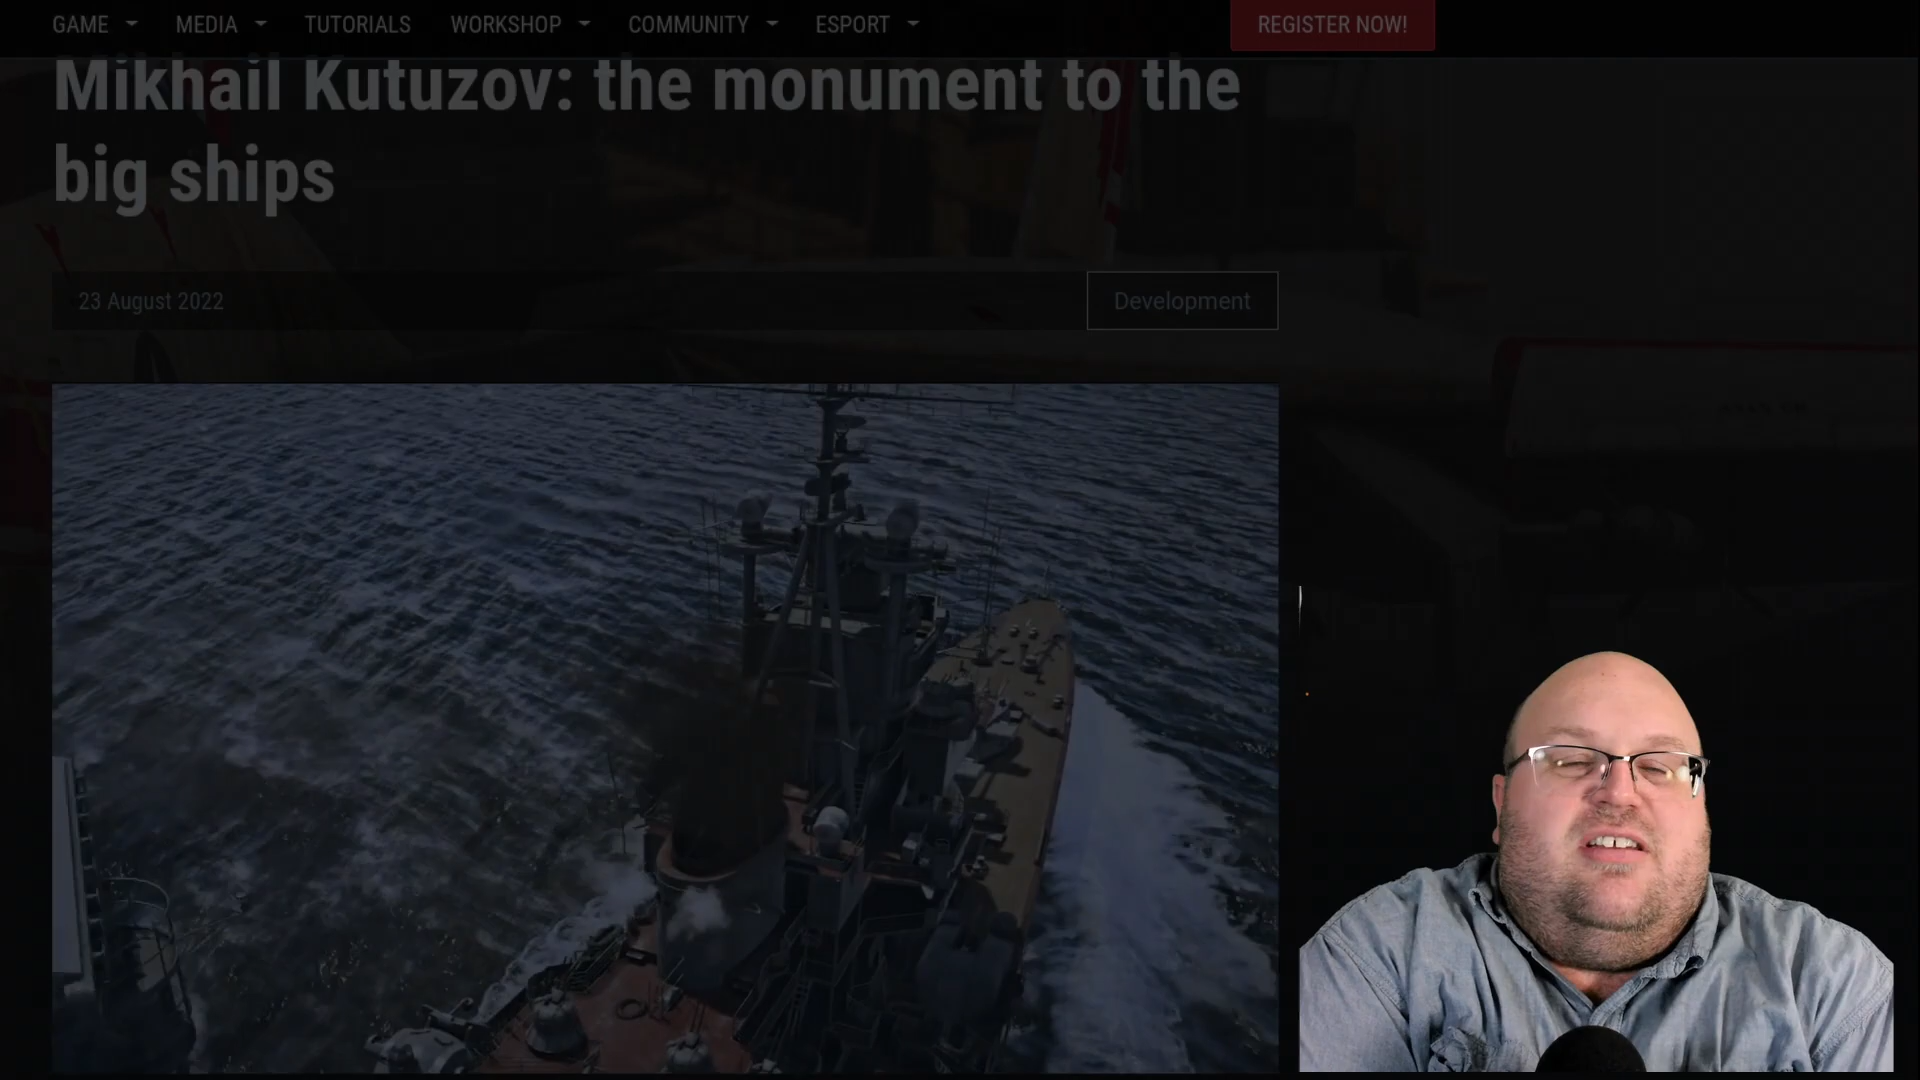 GAME MEDIA TUTORIALS WORKSHOP COMMUNITY ESPORT REGISTER NOW!
Mikhail Kutuzov: the monument to the
big ships
23 August 2022 Development